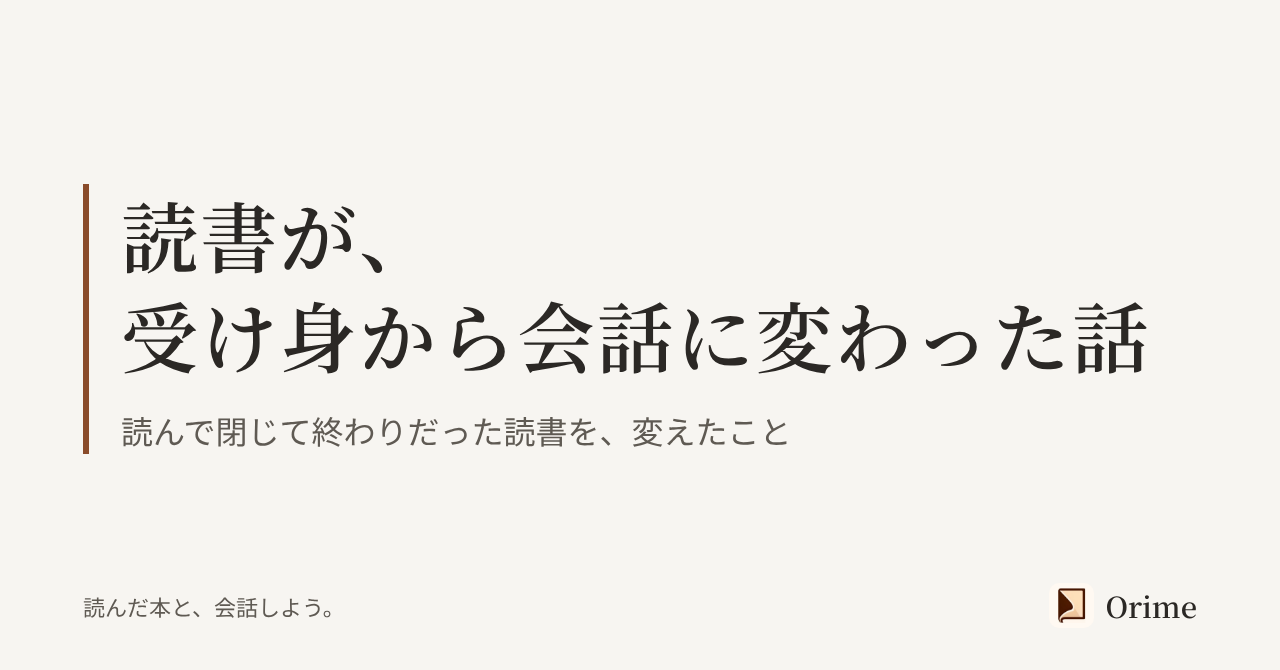 読書が、
受け身から会話に変わった話
読んで閉じて終わりだった読書を、変えたこと
読んだ本と、会話しよう。
Orime